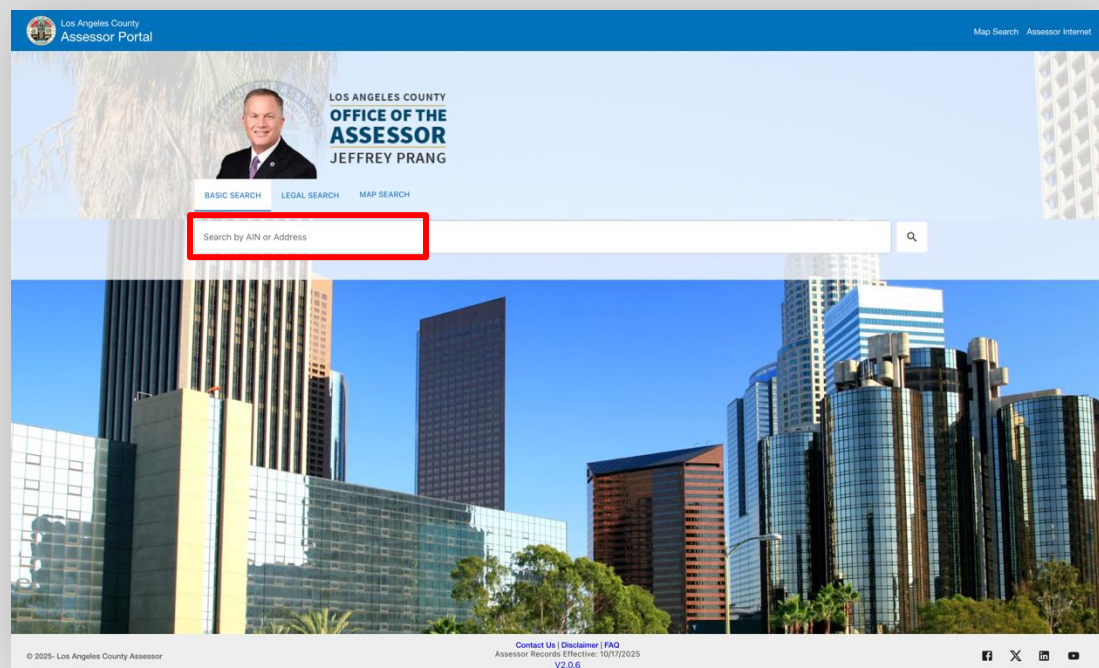 Los Angeles County
Assessor Portal
Map Search Assessor Internet
LOS ANGELES COUNTY
OFFICE OF THE
ASSESSOR
JEFFREY PRANG
BASIC SEARCH LEGAL SEARCH MAP SEARCH
Search by AIN or Address
© 2025- Los Angeles County Assessor
Contact Us | Disclaimer | FAQ
Assessor Records Effective: 10/17/2025
V2.0.6